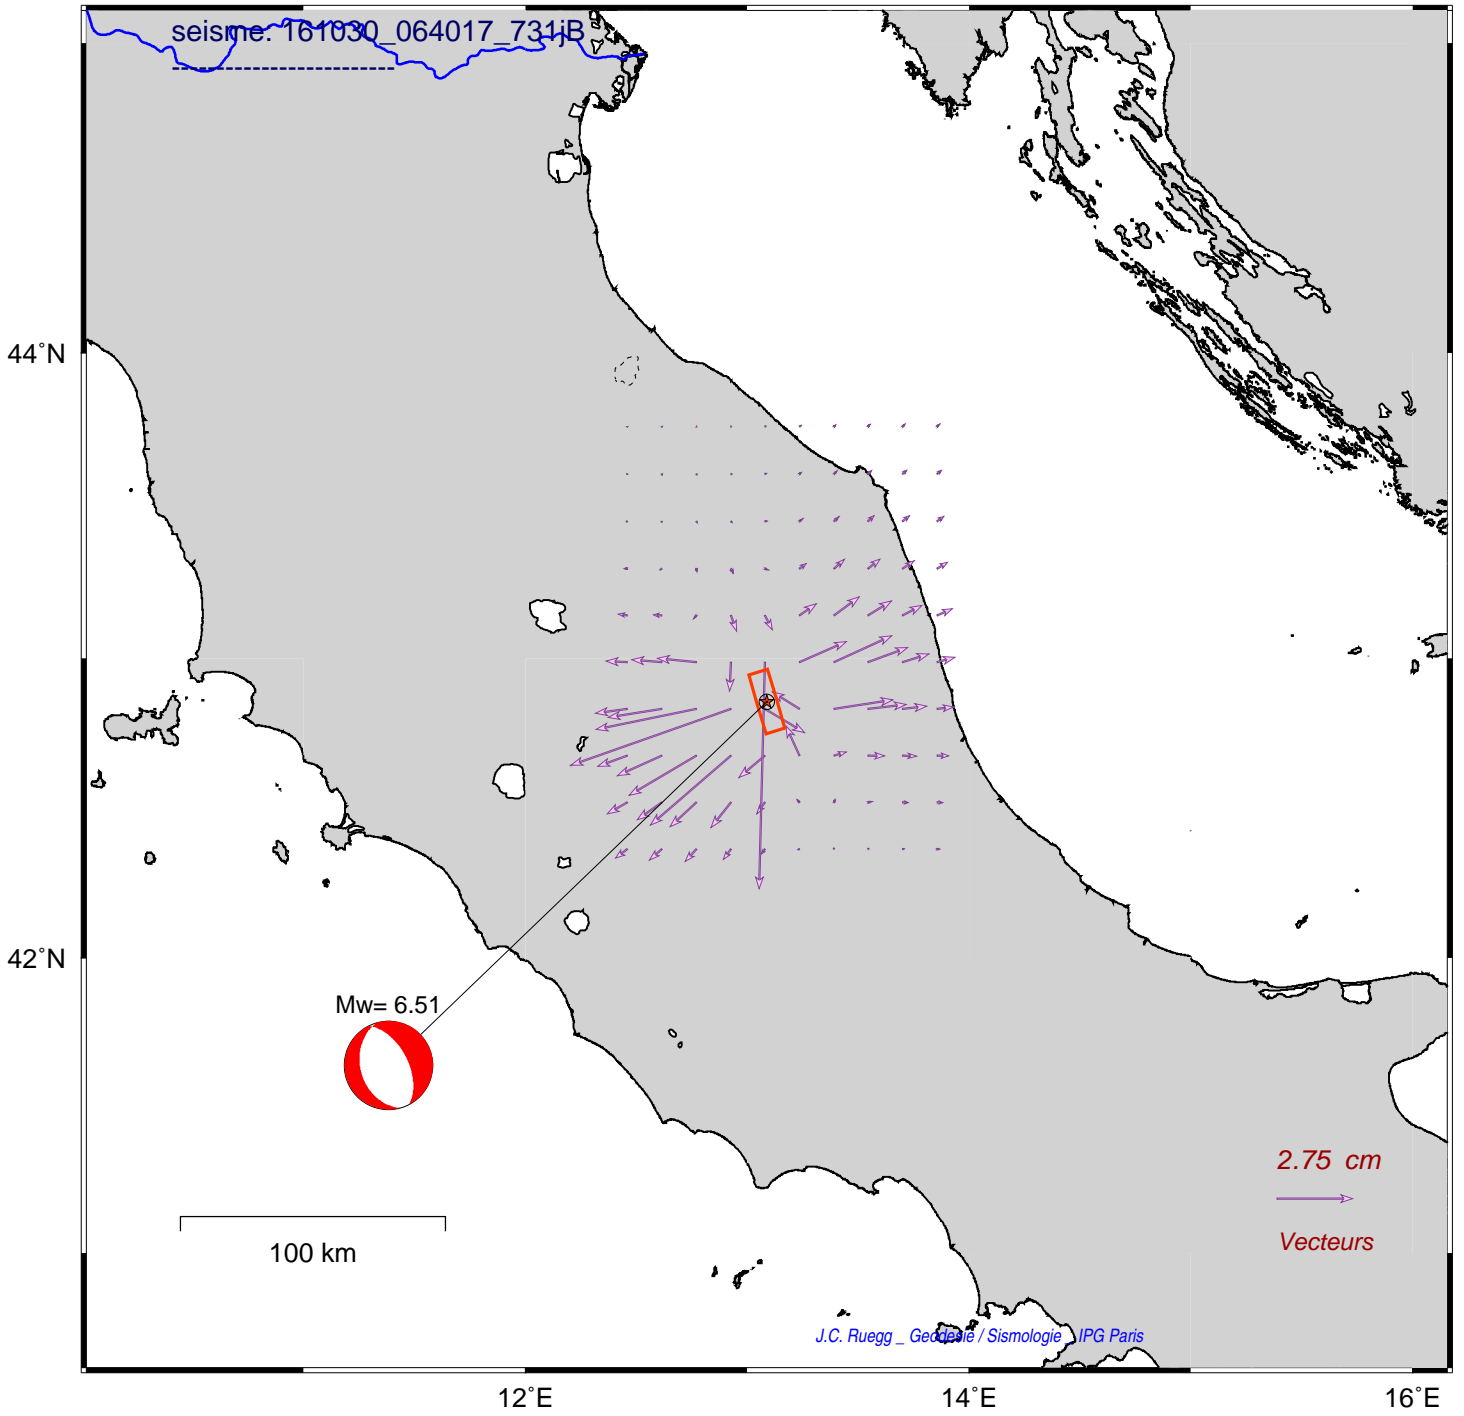 seisme: 161030_064017_731jB
44°N
42°N
Mw= 6.51
2.75 cm
100 km
Vecteurs
J.C. Ruegg _ Geodesie / Sismologie _ IPG Paris
12°E
14°E
16°E